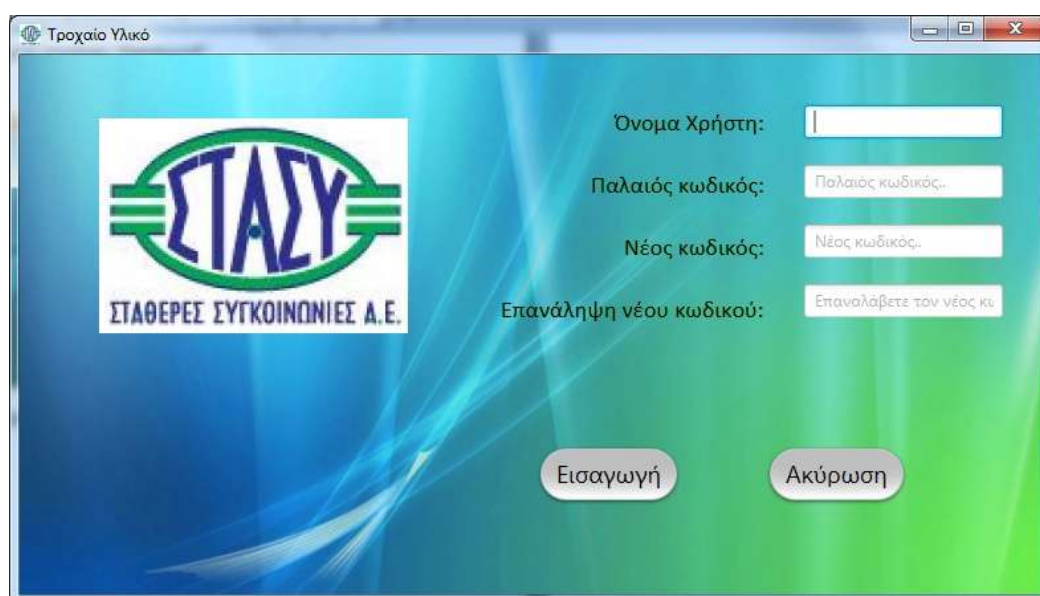 Τροχαίο Υλικό
ΣΤΑΣΥ
ΣΤΑΘΕΡΕΣ ΣΥΓΚΟΙΝΩΝΙΕΣ Α.Ε.
Όνομα Χρήστη:
Παλαιός κωδικός: Παλαιός κωδικός..
Νέος κωδικός: Νέος κωδικός..
Επανάληψη νέου κωδικού: Επαναλάβετε τον νέος κω
Εισαγωγή Ακύρωση